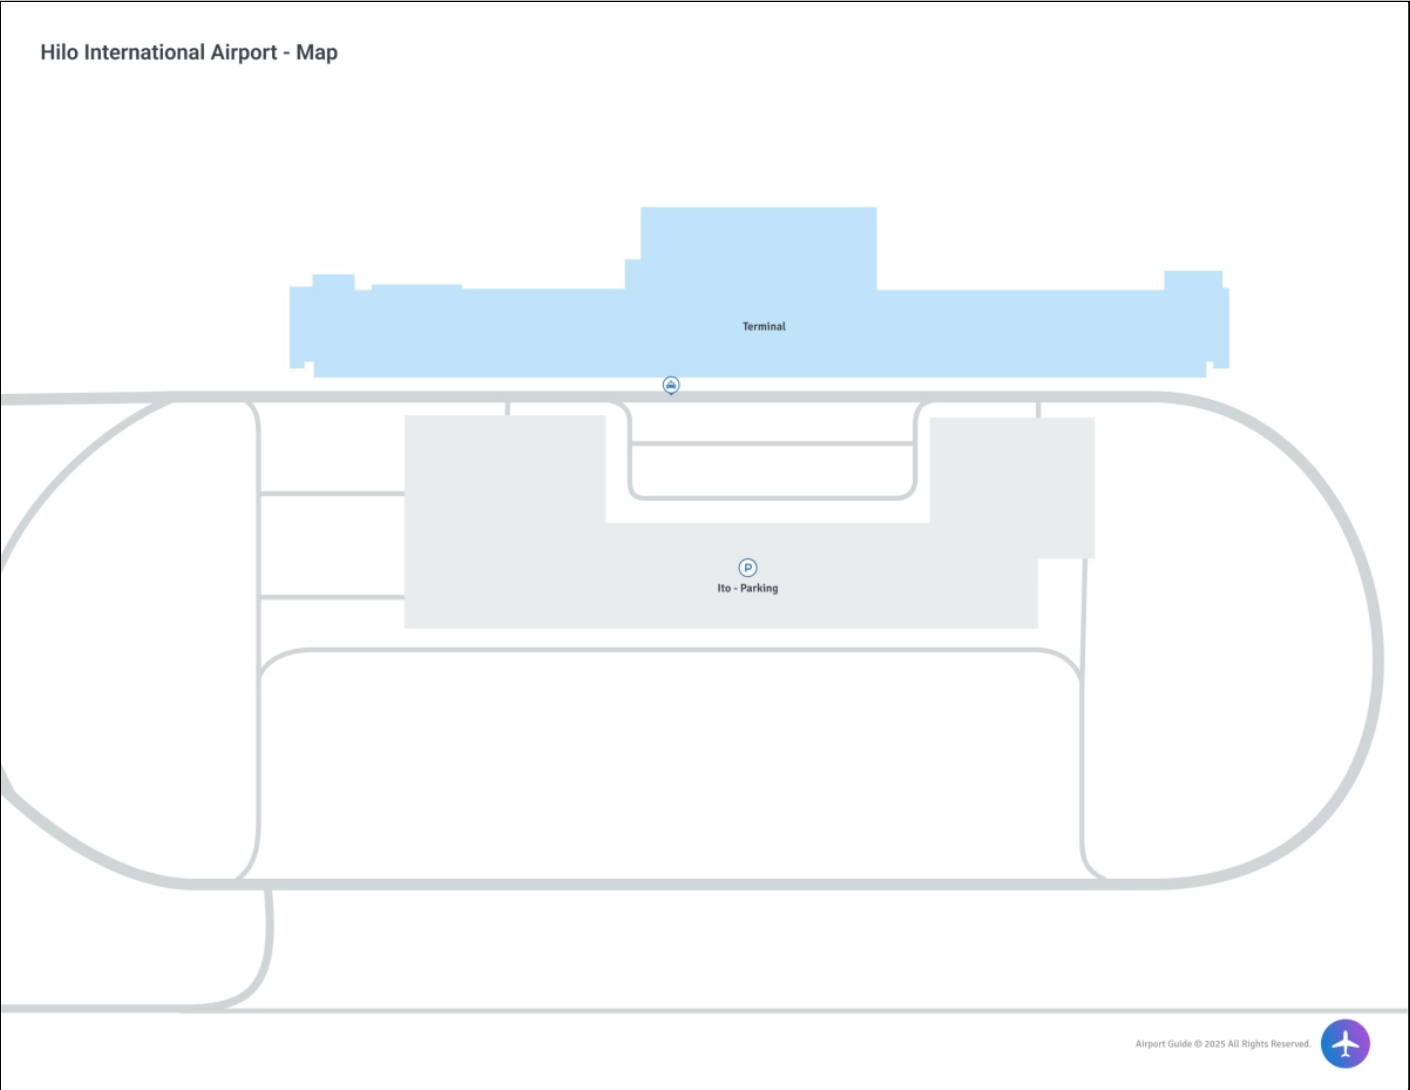 Hilo International Airport - Map
Terminal
P
Ito - Parking
Airport Guide © 2025 All Rights Reserved.